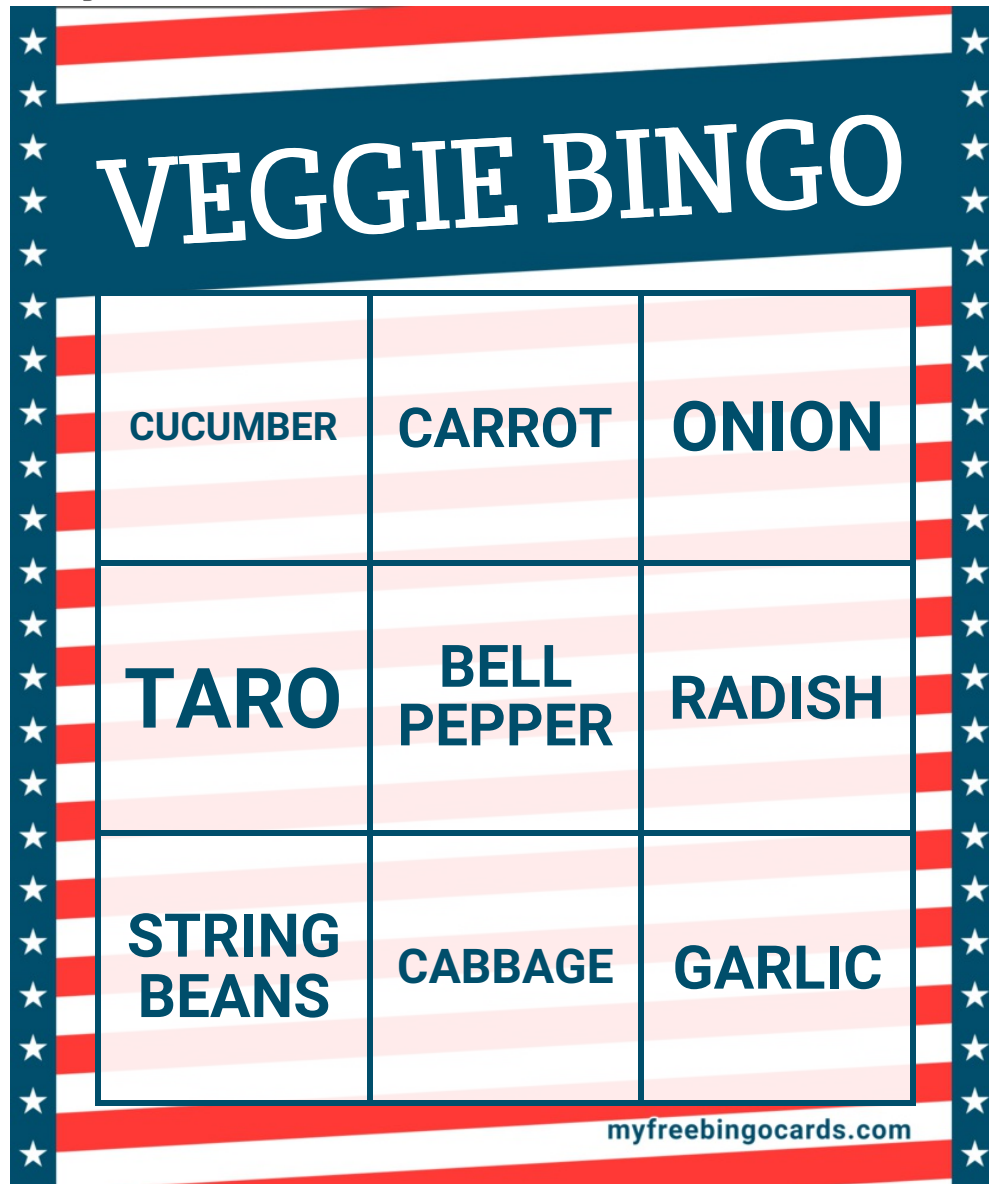 VEGGIE BINGO
CUCUMBER
CARROT
ONION
TARO
BELL
PEPPER
RADISH
STRING
BEANS
CABBAGE
GARLIC
myfreebingocards.com